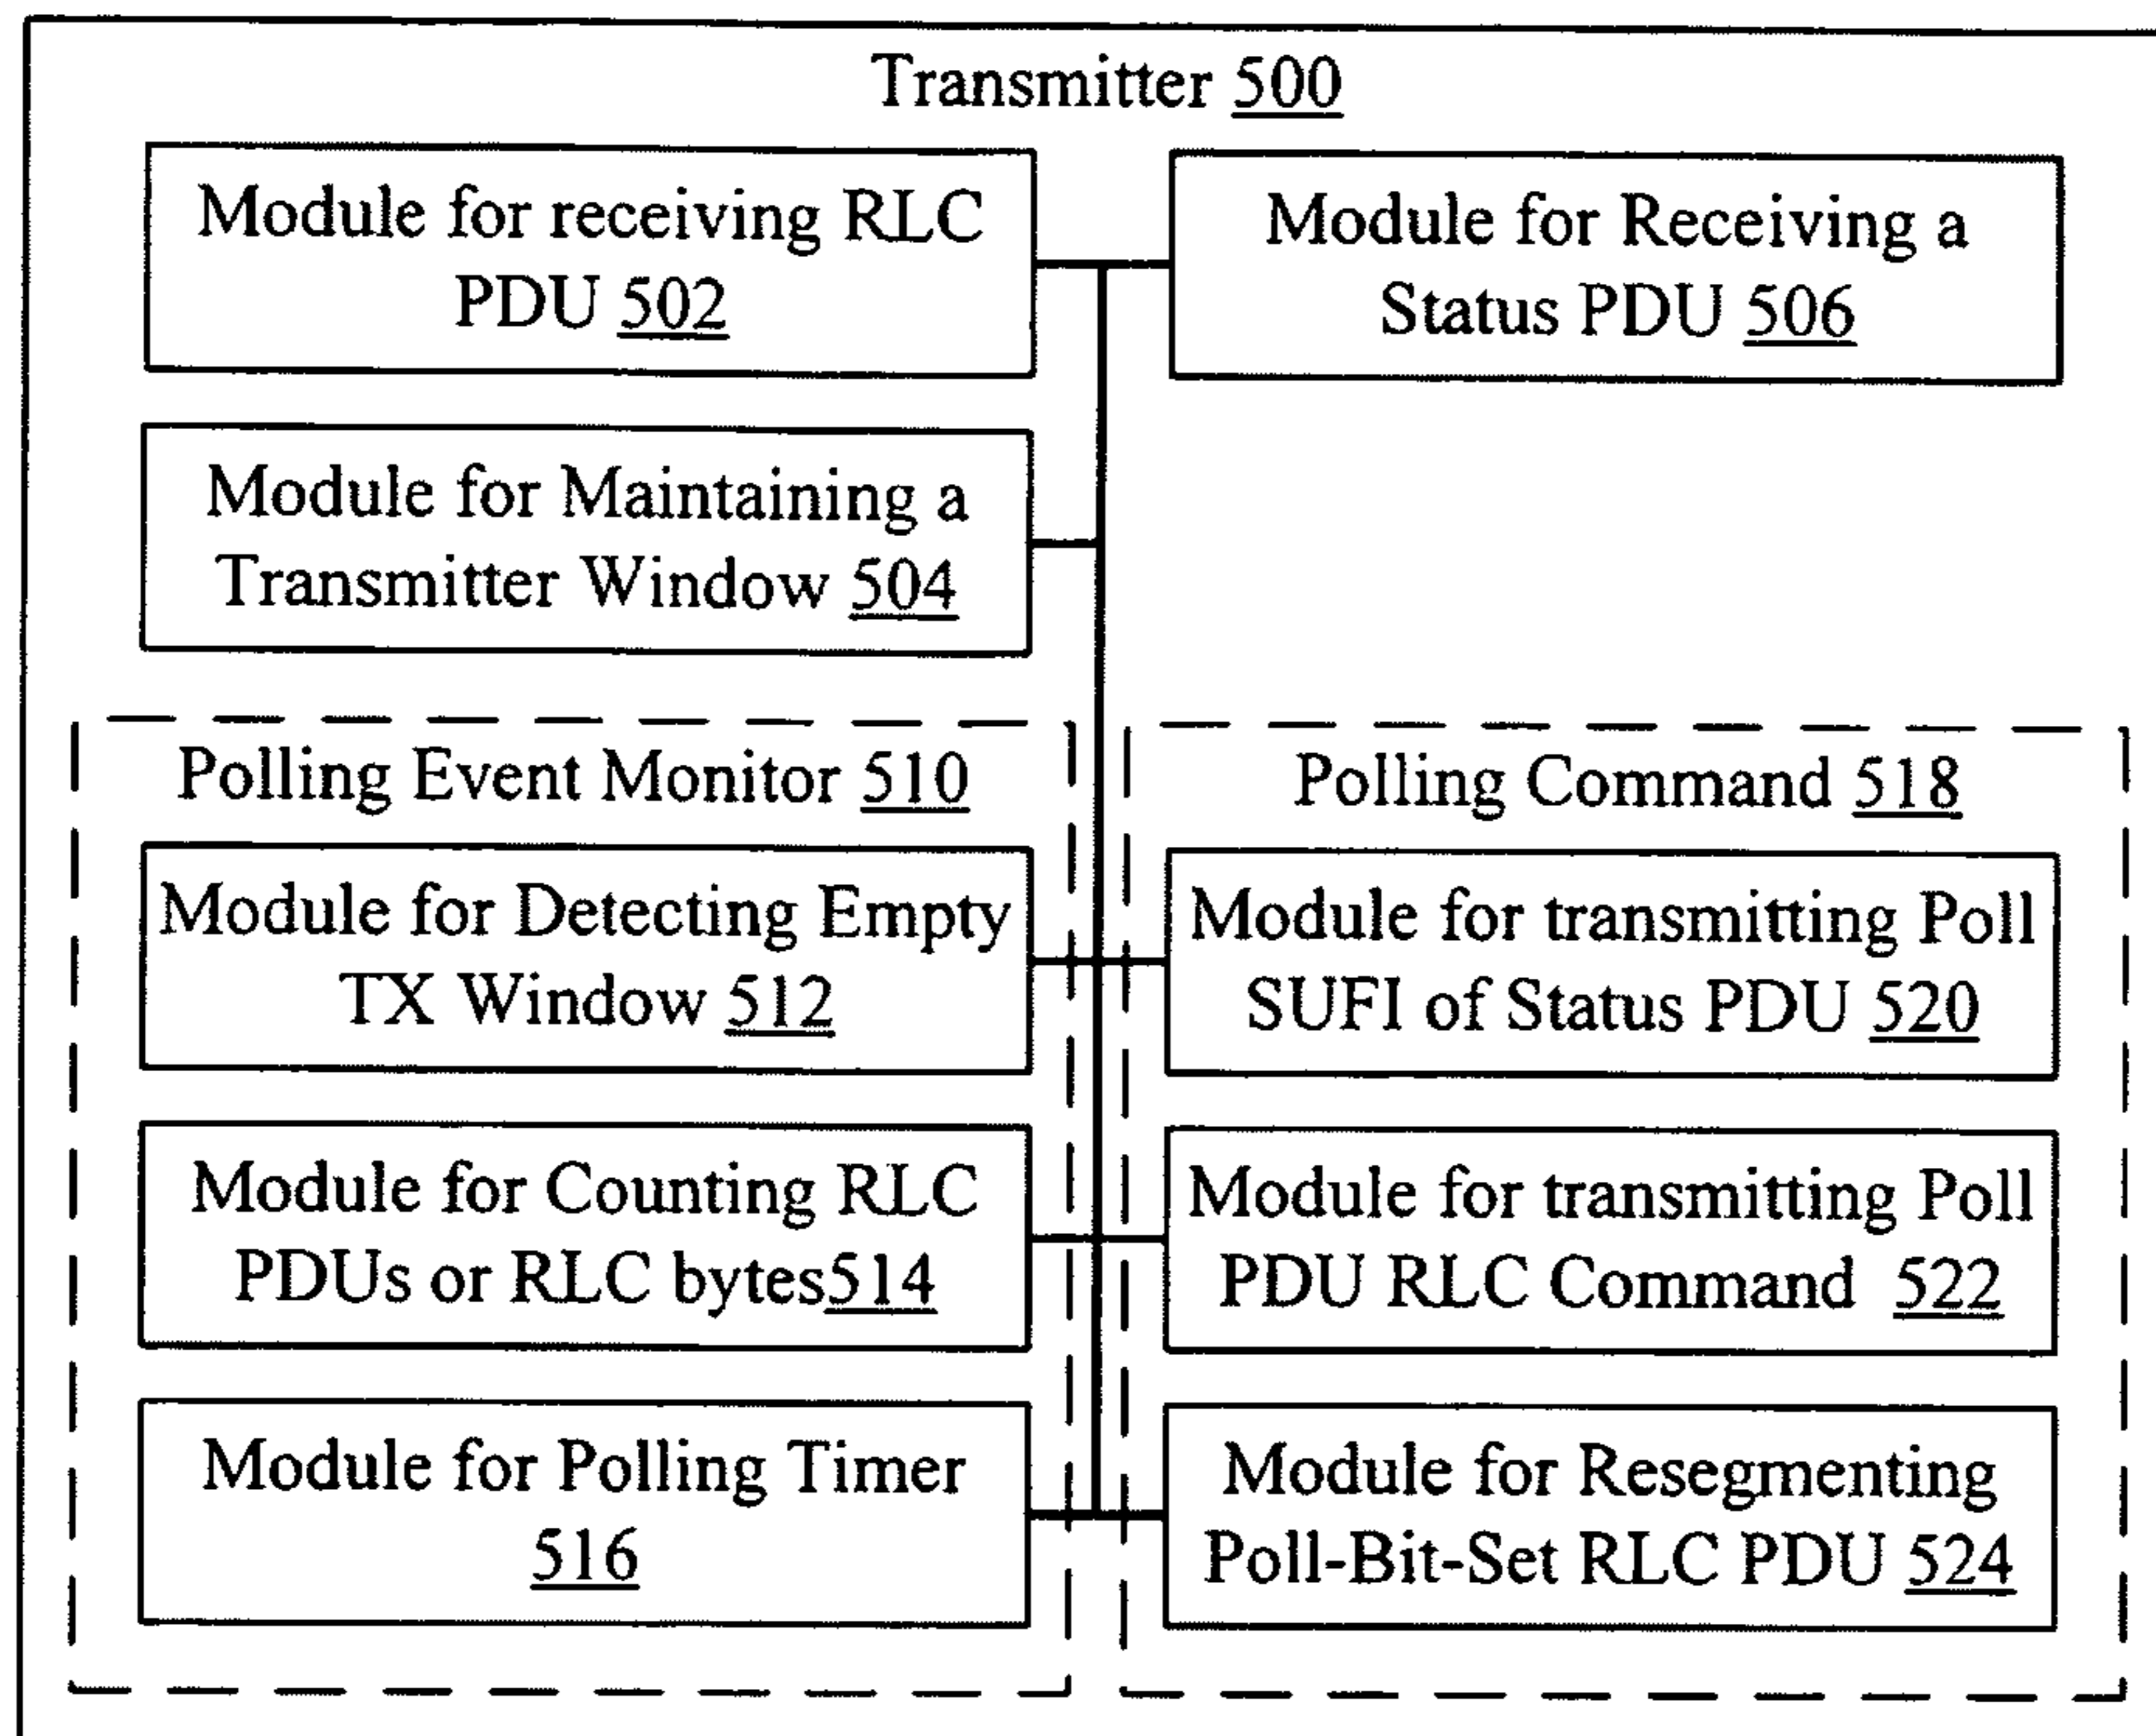 Transmitter 500
Module for receiving RLC
PDU 502
Module for Receiving a
Status PDU 506
Module for Maintaining a
Transmitter Window 504
Polling Event Monitor 510
Module for Detecting Empty
TX Window 512
Module for Counting RLC
PDUs or RLC bytes514
Module for Polling Timer
516
Polling Command 518
Module for transmitting Poll
SUFI of Status PDU 520
Module for transmitting Poll
PDU RLC Command 522
Module for Resegmenting
Poll-Bit-Set RLC PDU 524